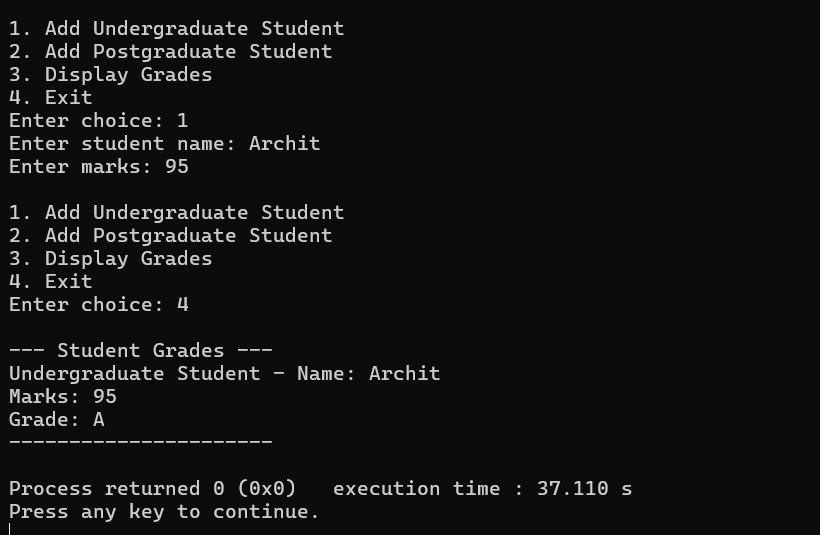 1. Add Undergraduate Student
2. Add Postgraduate Student
3. Display Grades
4. Exit
Enter choice: 1
Enter student name: Archit
Enter marks: 95
1. Add Undergraduate Student
2. Add Postgraduate Student
3. Display Grades
4. Exit
Enter choice: 4
--- Student Grades ---
Undergraduate Student - Name: Archit
Marks: 95
Grade: A
----------------------
Process returned 0 (0x0)   execution time : 37.110 s
Press any key to continue.